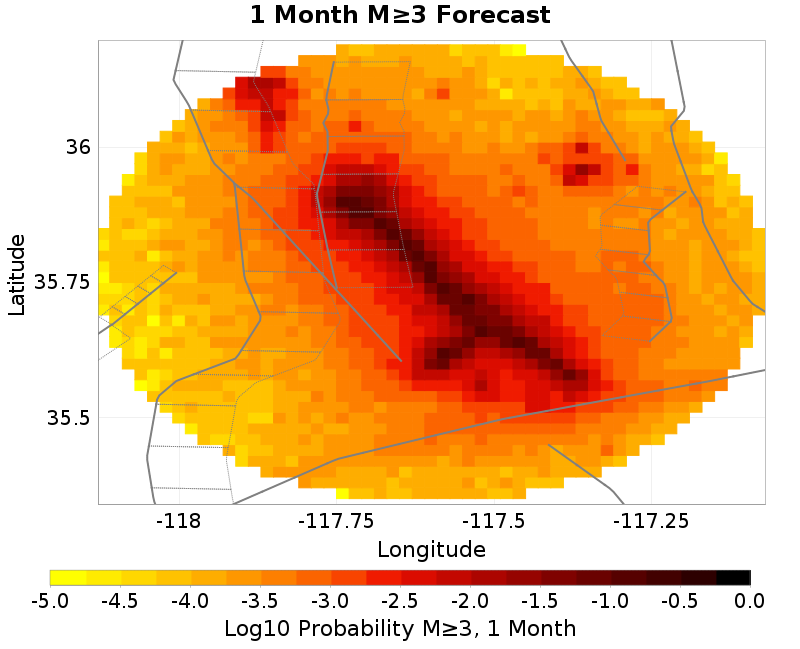 1 Month M≥3 Forecast
Latitude
36
35.75
35.5
-118 -117.75 -117.5 -117.25
Longitude
-5.0 -4.5 -4.0 -3.5 -3.0 -2.5 -2.0 -1.5 -1.0 -0.5 0.0
Log10 Probability M≥3, 1 Month